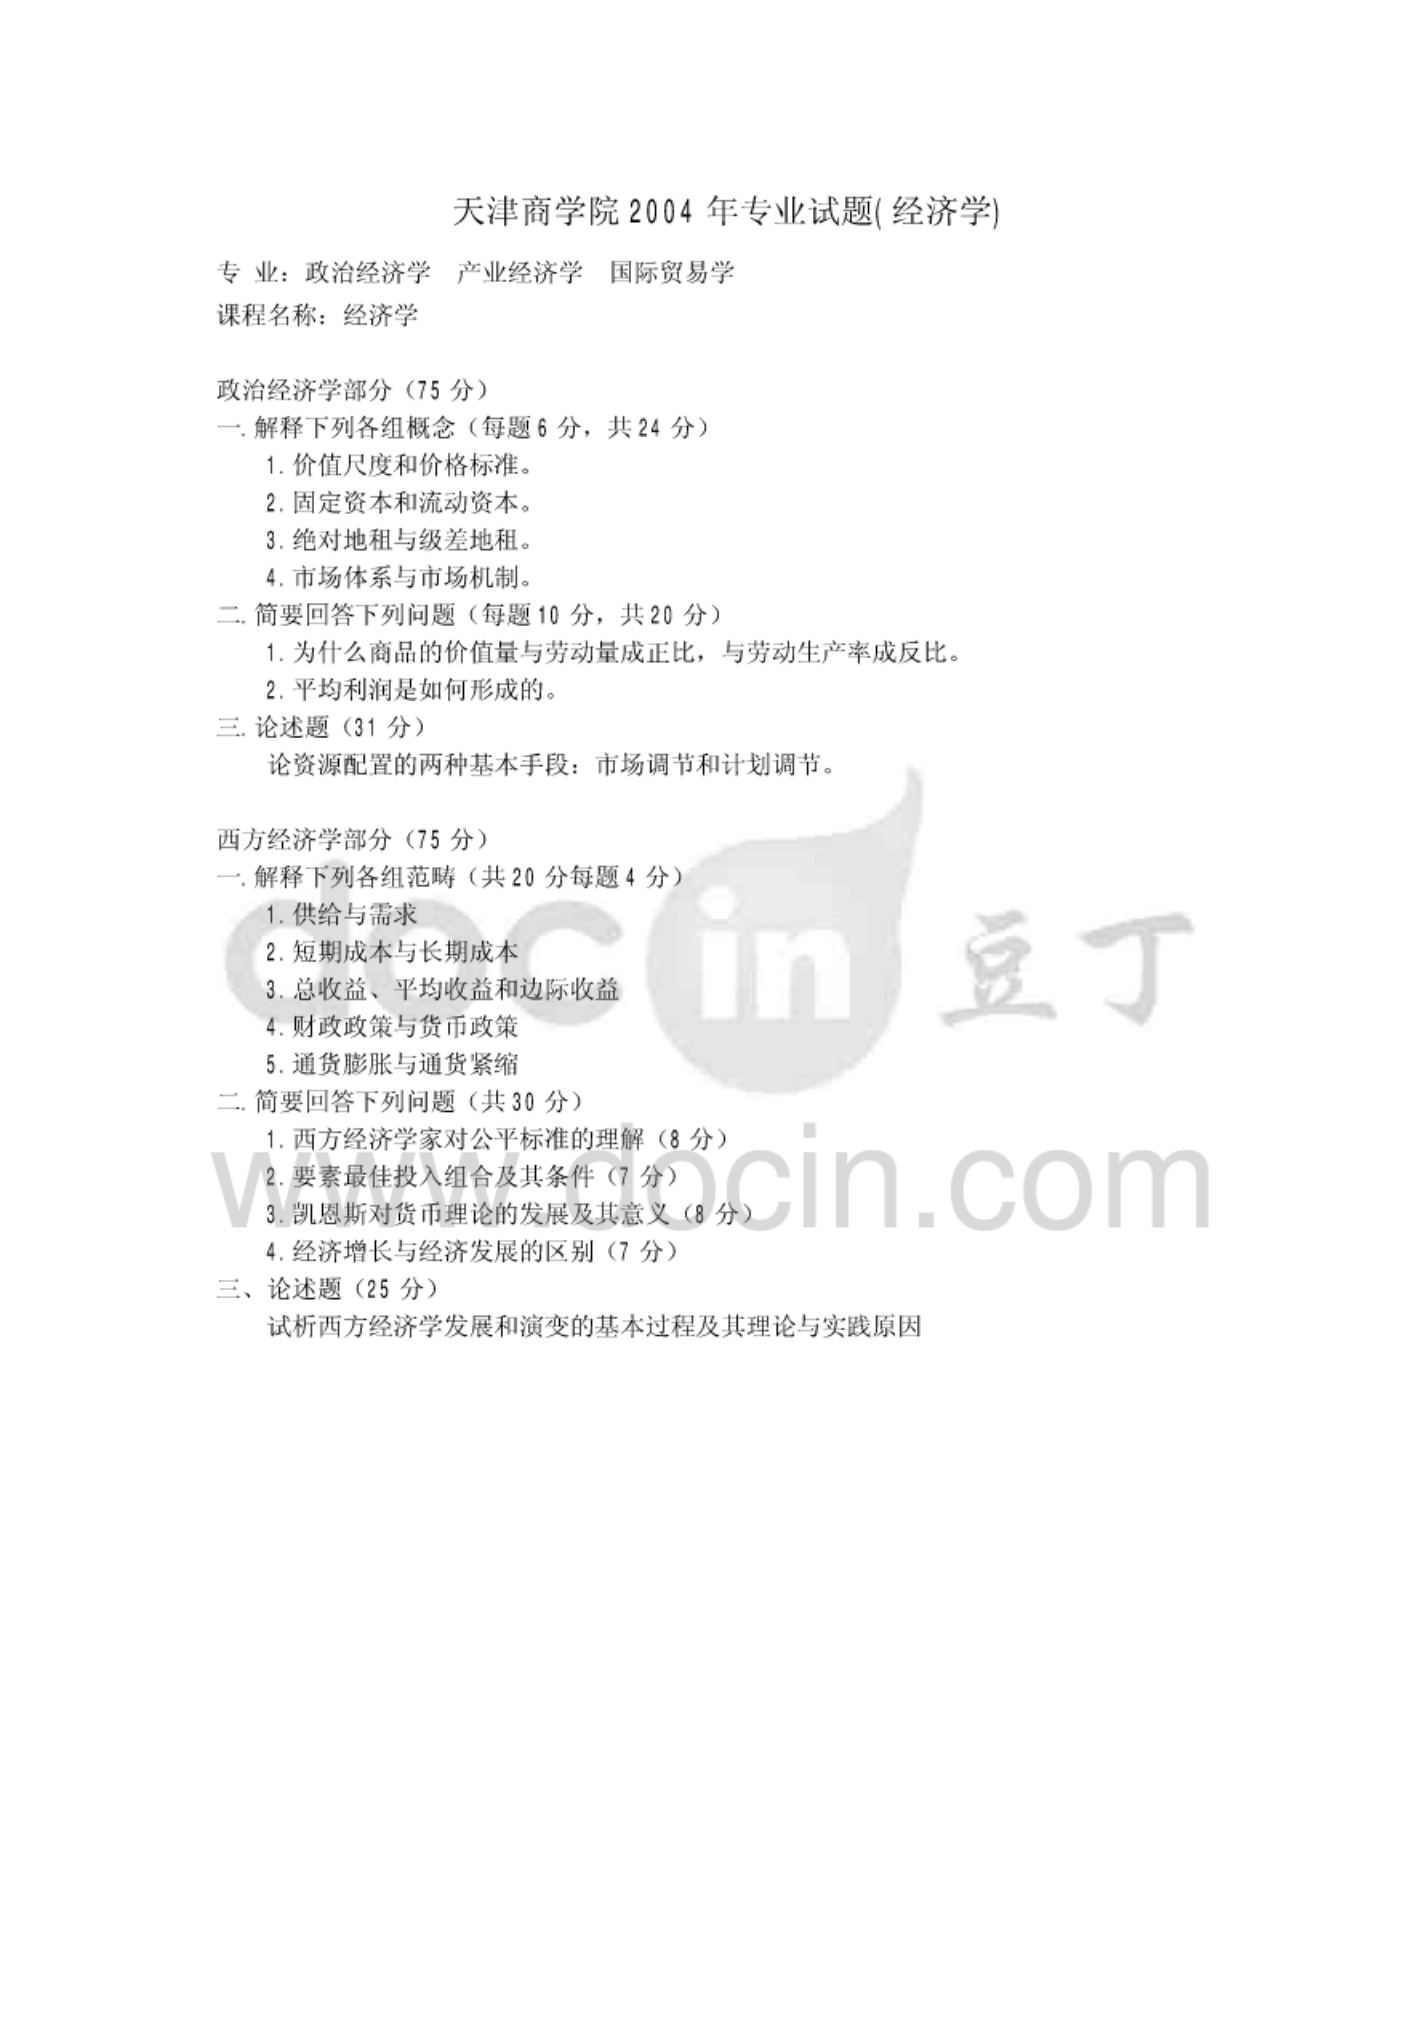 天津商学院2004 年专业试题( 经济学)
专 业：政治经济学 产业经济学 国际贸易学
课程名称：经济学
政治经济学部分（75 分）
一. 解释下列各组概念（每题6 分，共24 分）
1. 价值尺度和价格标准。
2. 固定资本和流动资本。
3. 绝对地租与级差地租。
4. 市场体系与市场机制。
二. 简要回答下列问题（每题10 分，共20 分）
1. 为什么商品的价值量与劳动量成正比，与劳动生产率成反比。
2. 平均利润是如何形成的。
三. 论述题（31 分）
论资源配置的两种基本手段：市场调节和计划调节。
西方经济学部分（75 分）
一. 解释下列各组范畴（共20 分每题4 分）
1. 供给与需求
2. 短期成本与长期成本
3. 总收益、平均收益和边际收益
4. 财政政策与货币政策
5. 通货膨胀与通货紧缩
二. 简要回答下列问题（共30 分）
1. 西方经济学家对公平标准的理解（8 分）
2. 要素最佳投入组合及其条件（7 分）
3. 凯恩斯对货币理论的发展及其意义（8 分）
4. 经济增长与经济发展的区别（7 分）
三、论述题（25 分）
试析西方经济学发展和演变的基本过程及其理论与实践原因
docin 豆丁
www.docin.com